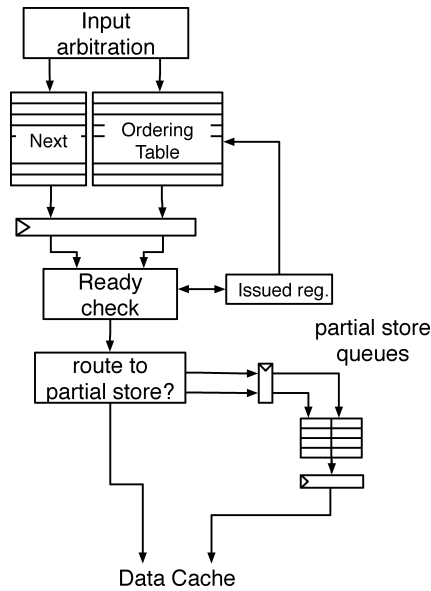 Input
arbitration
Next
Ordering
Table
Ready
check
Issued reg.
partial store
queues
route to
partial store?
Data Cache